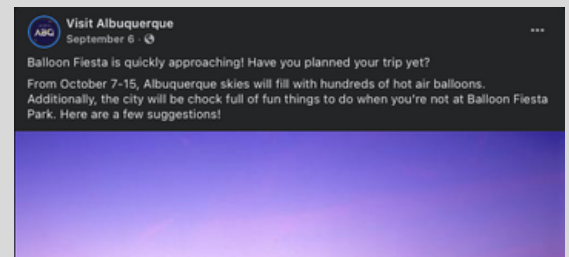 ABQ
Visit Albuquerque
September 6 ·
Balloon Fiesta is quickly approaching! Have you planned your trip yet?
From October 7-15, Albuquerque skies will fill with hundreds of hot air balloons.
Additionally, the city will be chock full of fun things to do when you're not at Balloon Fiesta
Park. Here are a few suggestions!